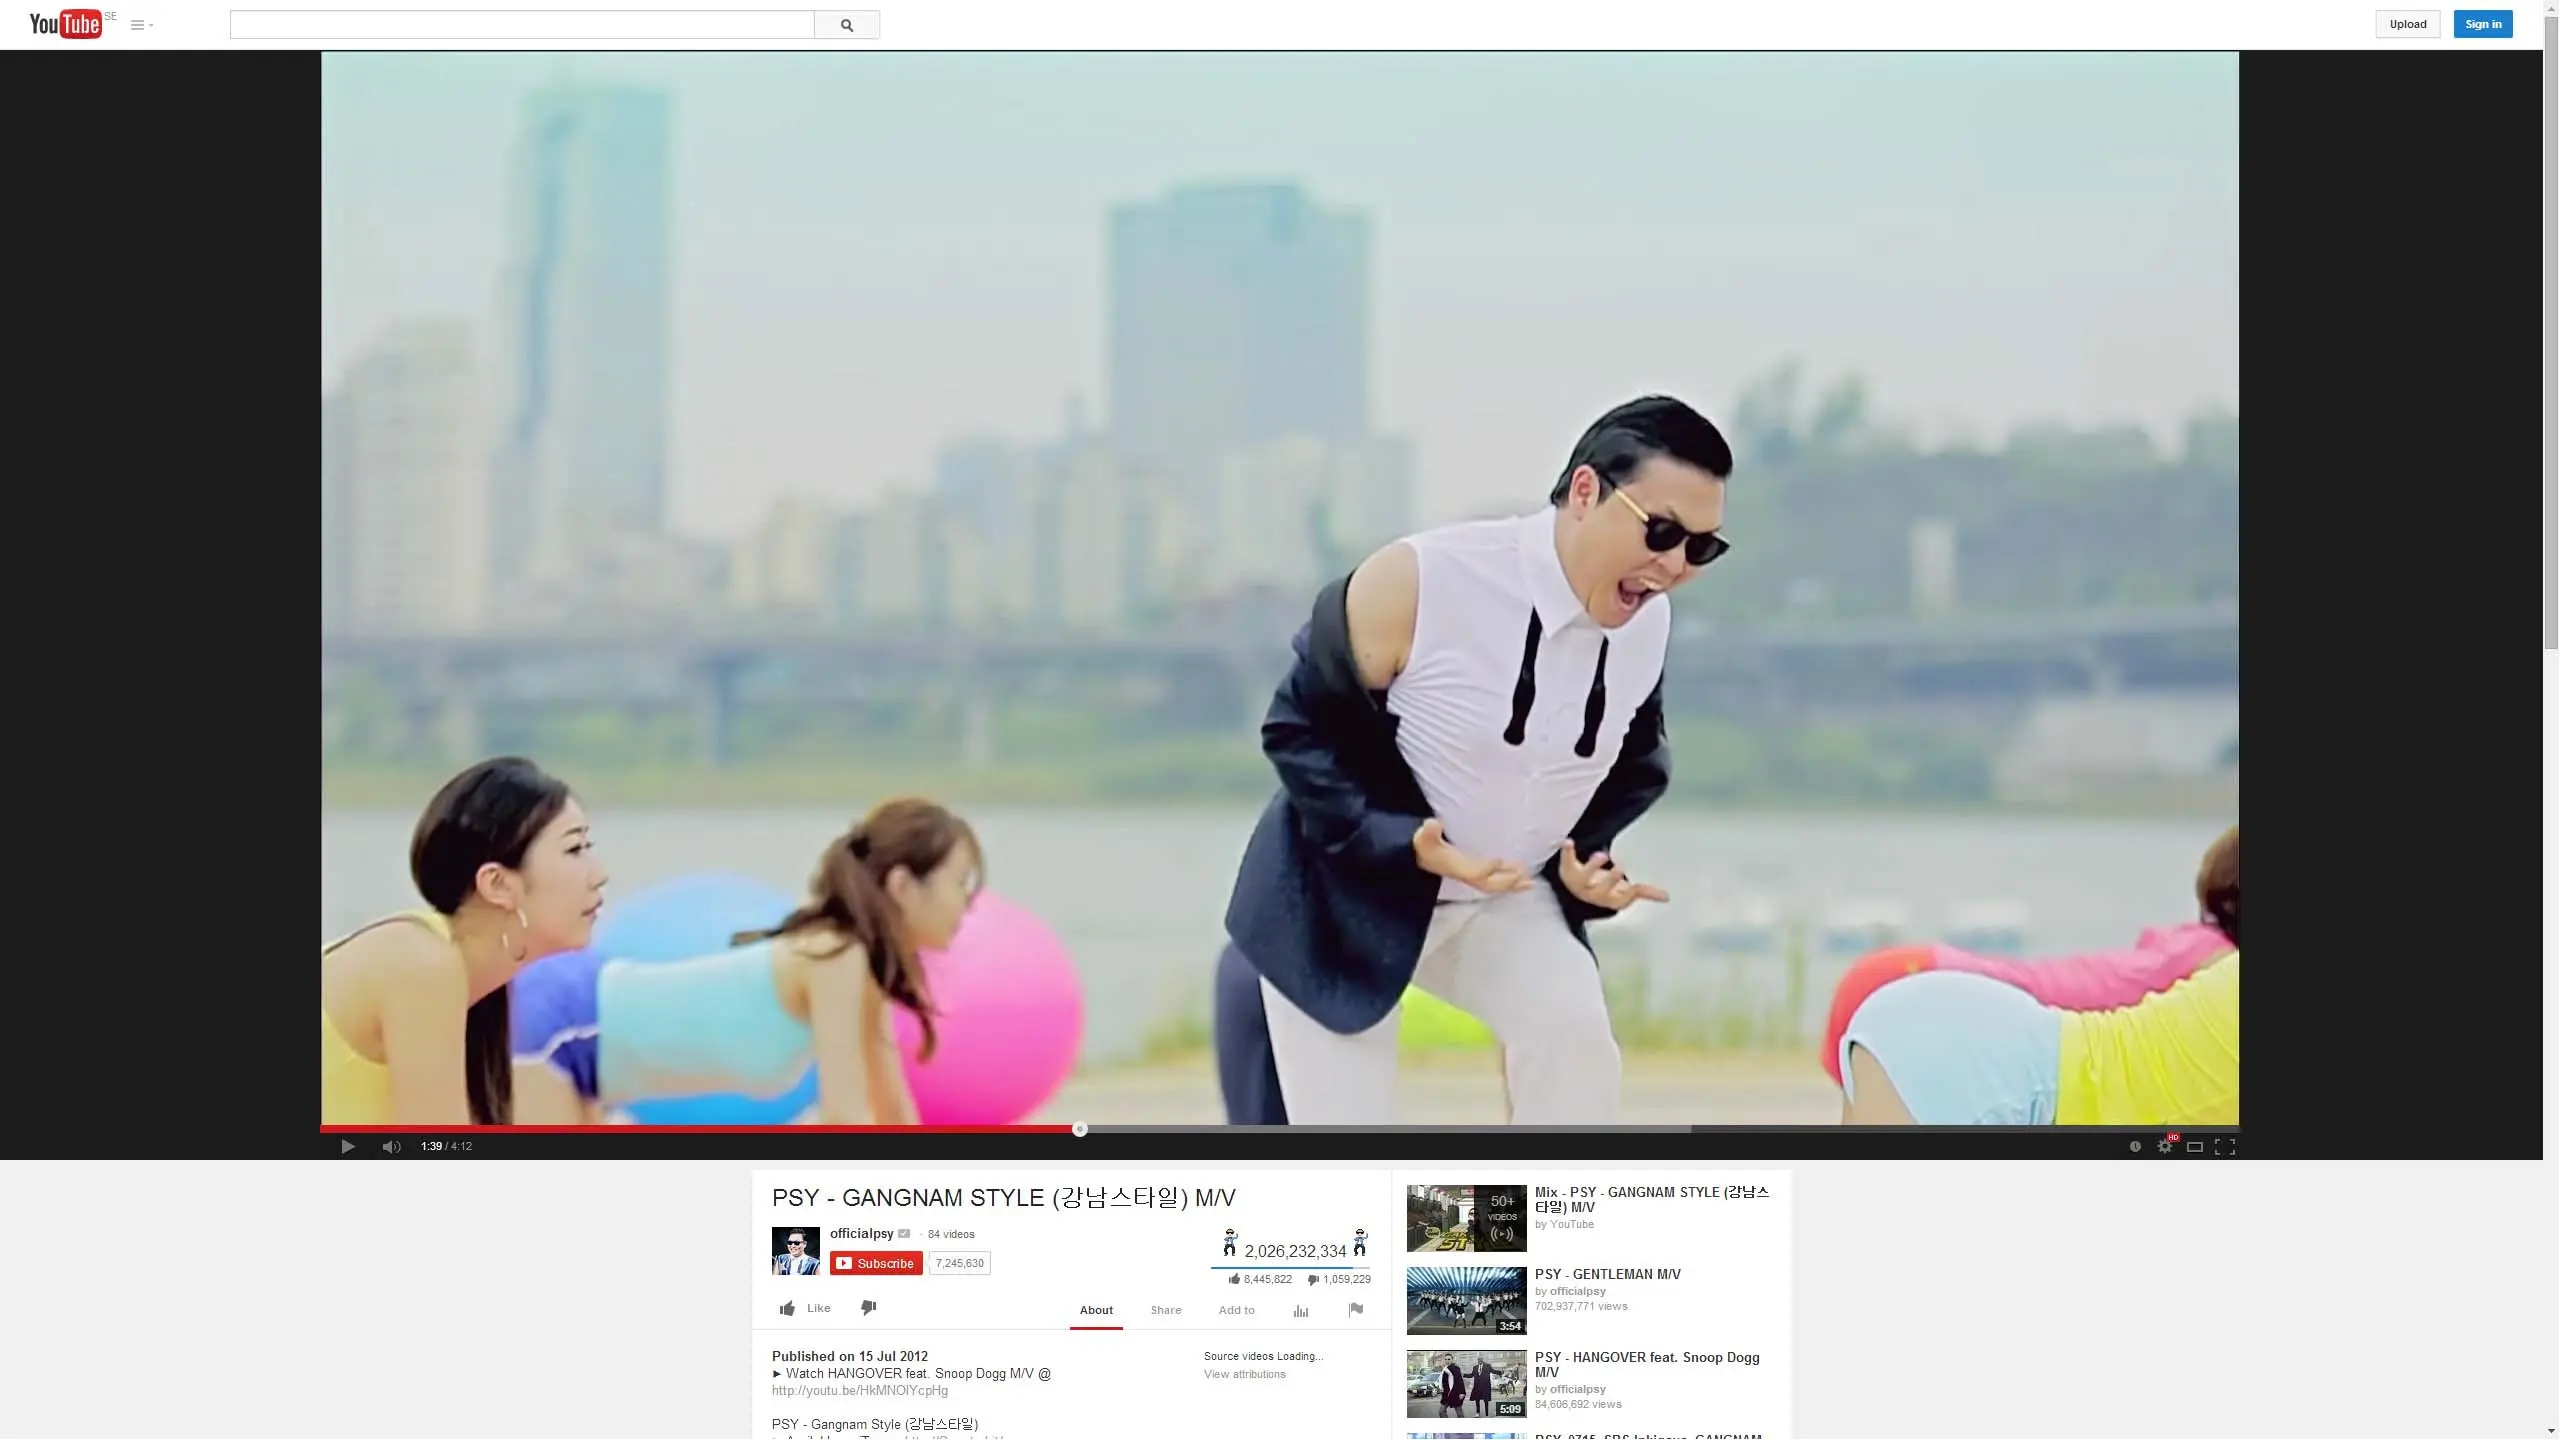 YouTube SE
Upload
Sign in
1:39 / 4:12
HD
PSY - GANGNAM STYLE (강남스타일) M/V
officialpsy · 84 videos
Subscribe 7,245,630
2,026,232,334
8,445,822 1,059,229
Like
About Share Add to
Published on 15 Jul 2012
► Watch HANGOVER feat. Snoop Dogg M/V @
http://youtu.be/HkMNOlYcpHg
PSY - Gangnam Style (강남스타일)
Source videos Loading...
View attributions
50+
VIDEOS
Mix - PSY - GANGNAM STYLE (강남스
타일) M/V
by YouTube
3:54
PSY - GENTLEMAN M/V
by officialpsy
702,937,771 views
5:09
PSY - HANGOVER feat. Snoop Dogg
M/V
by officialpsy
84,606,692 views